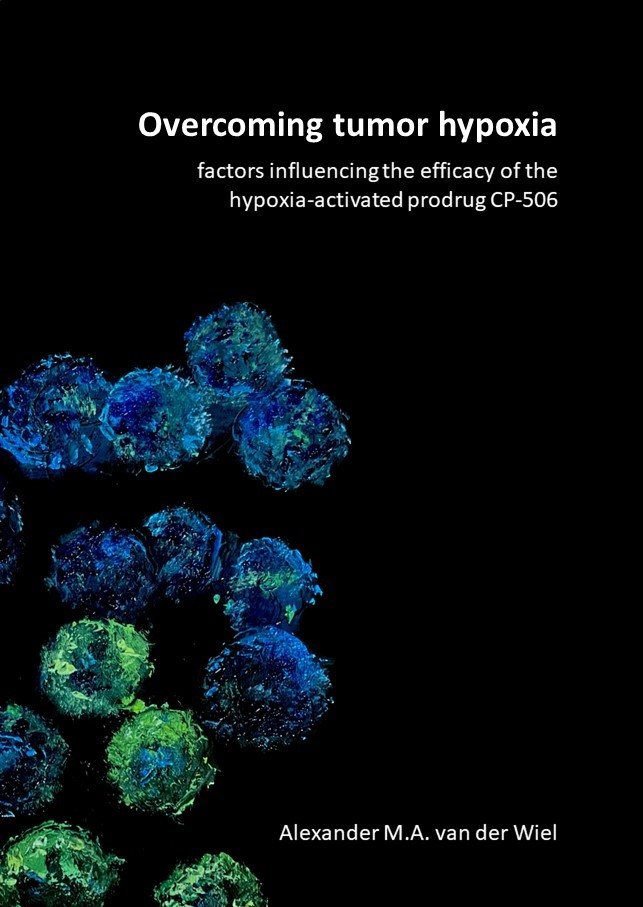 Overcoming tumor hypoxia
factors influencing the efficacy of the
hypoxia-activated prodrug CP-506
Alexander M.A. van der Wiel